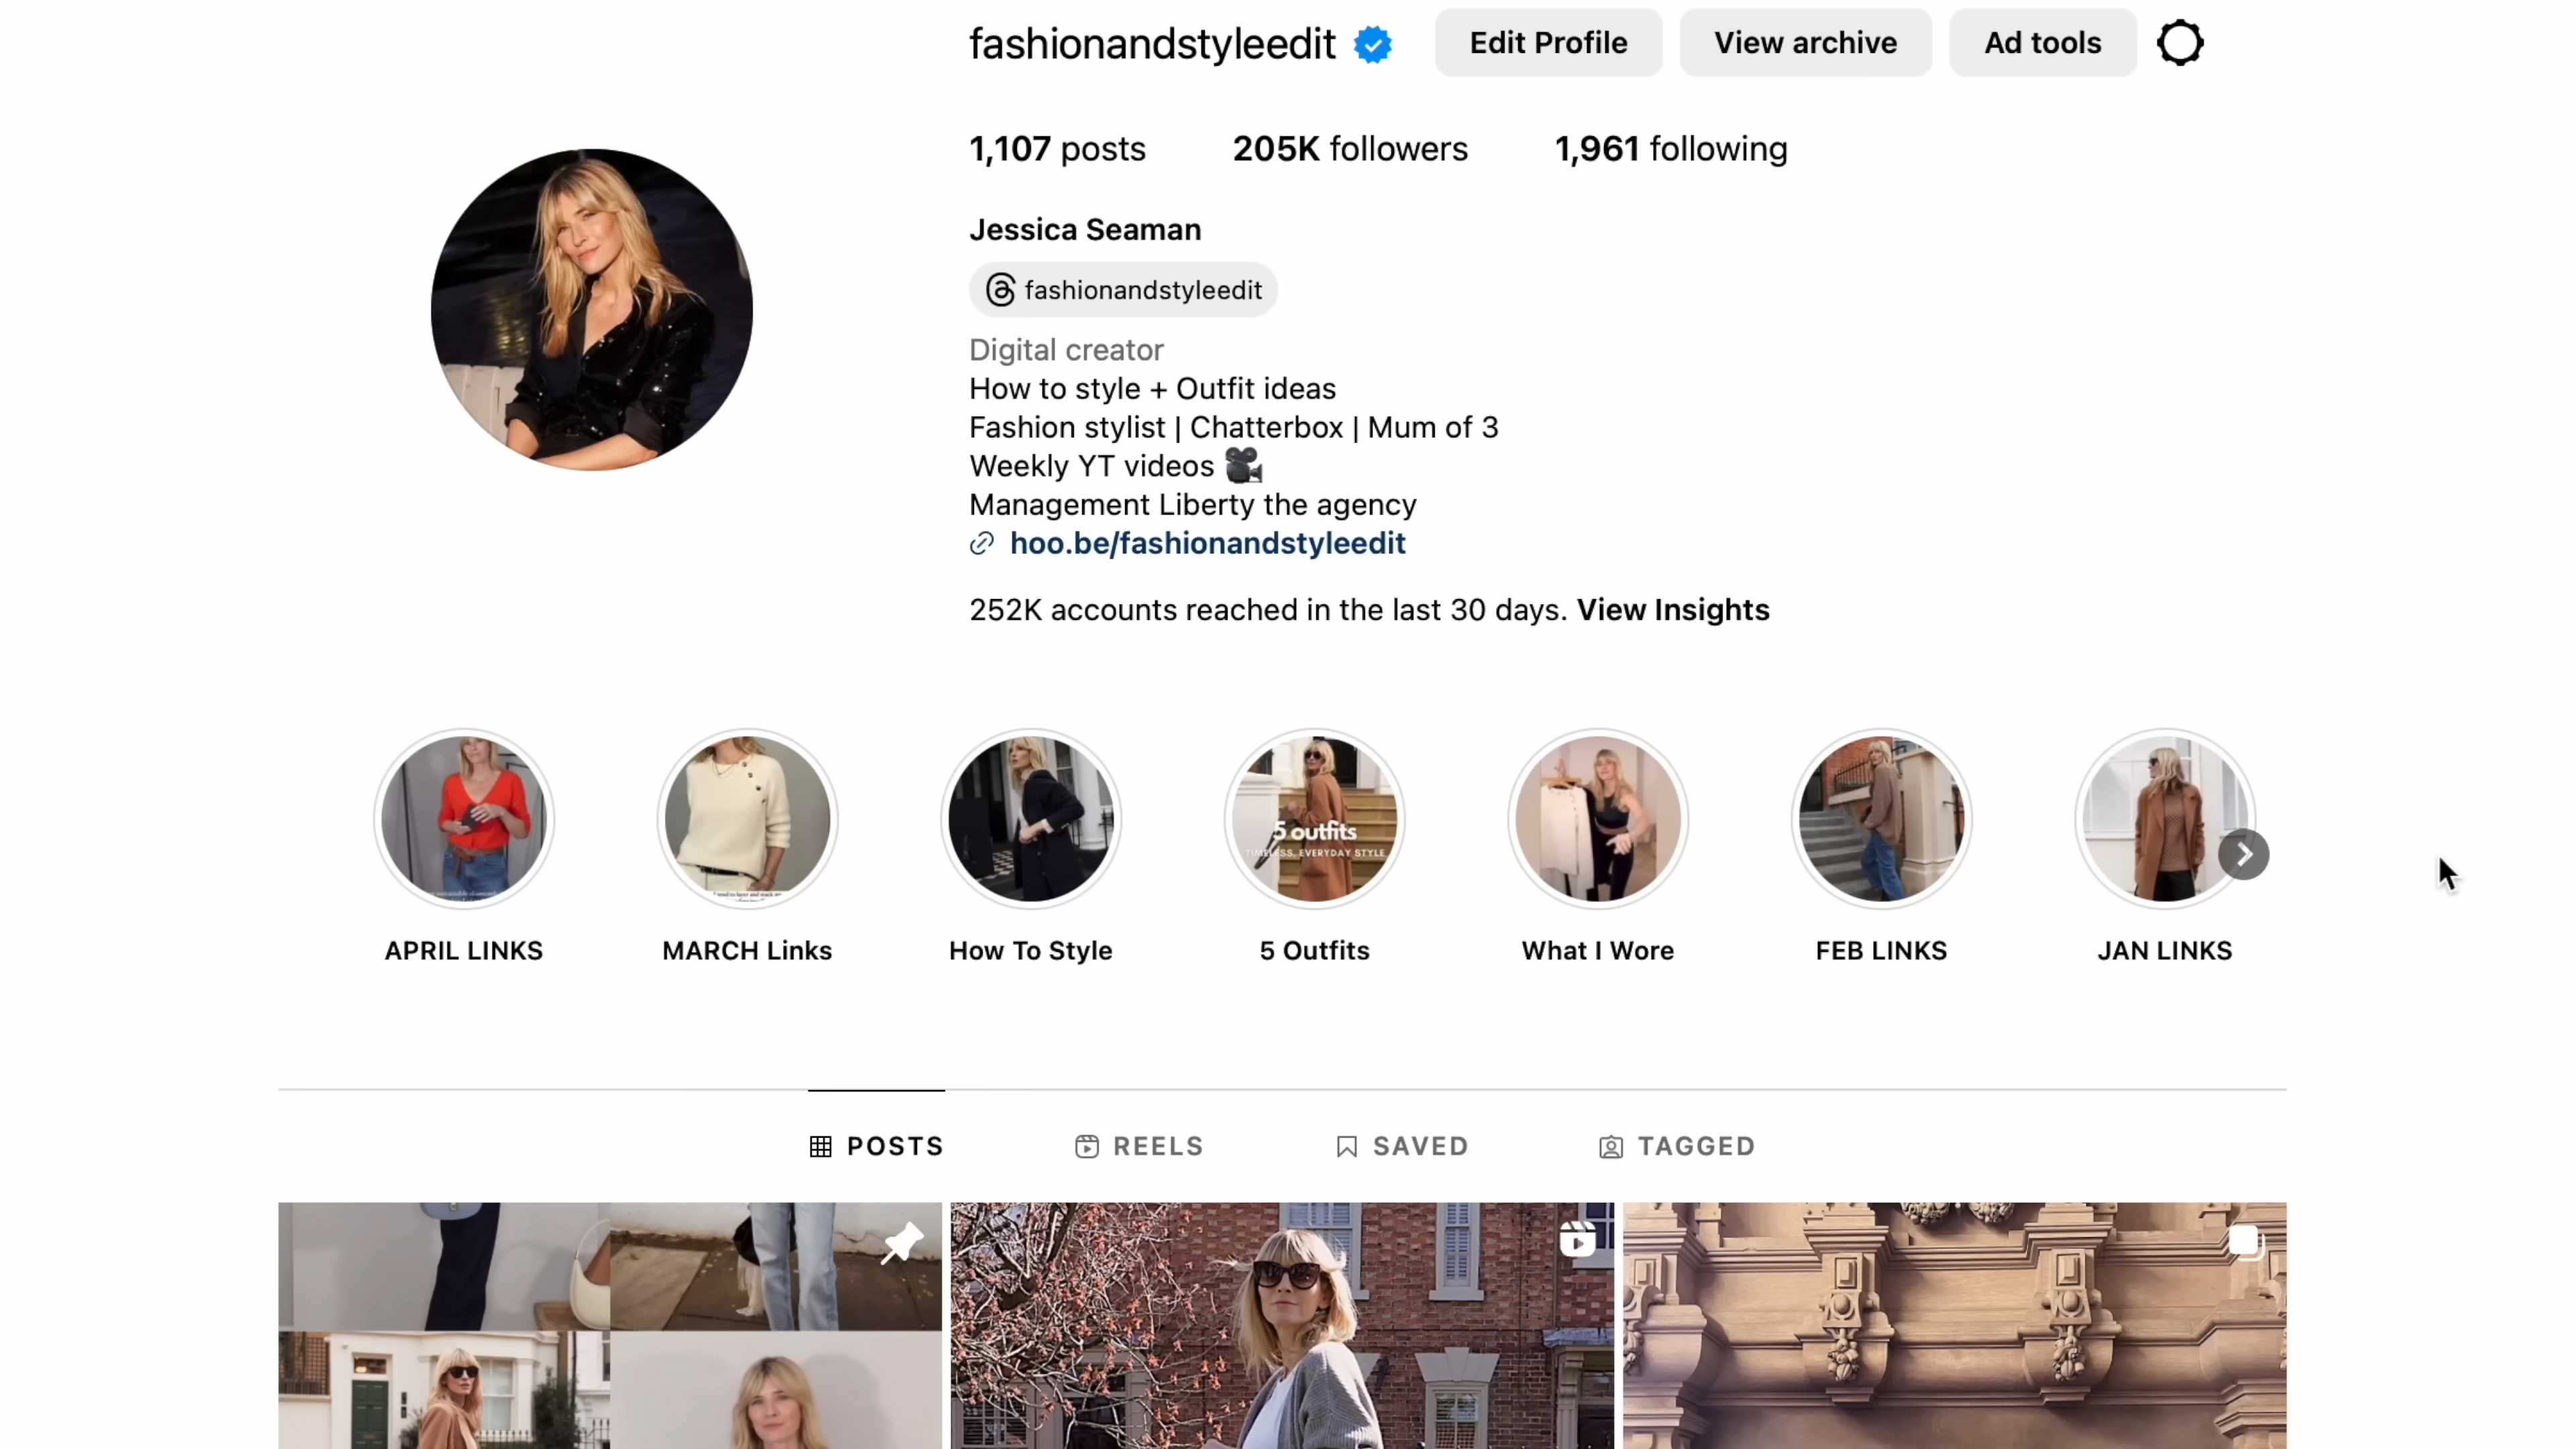 fashionandstyleedit
Edit Profile
View archive
Ad tools
1,107 posts
205K followers
1,961 following
Jessica Seaman
fashionandstyleedit
Digital creator
How to style + Outfit ideas
Fashion stylist | Chatterbox | Mum of 3
Weekly YT videos 🎥
Management Liberty the agency
hoo.be/fashionandstyleedit
252K accounts reached in the last 30 days. View Insights
5 outfits
TIMELESS. EVERYDAY STYLE
APRIL LINKS
MARCH Links
How To Style
5 Outfits
What I Wore
FEB LINKS
JAN LINKS
POSTS
REELS
SAVED
TAGGED